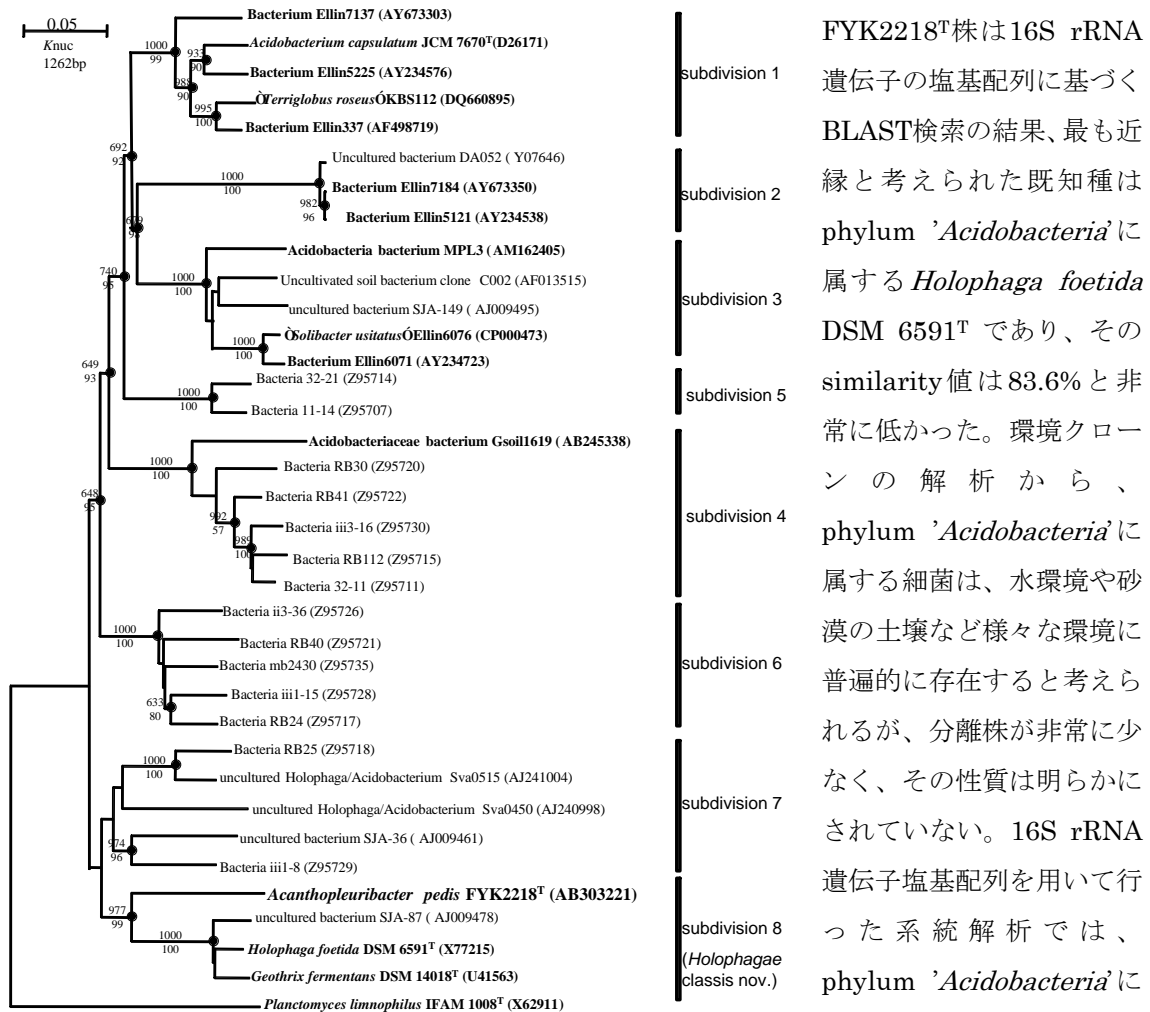 0.05
Knuc
1262bp
Bacterium Ellin7137 (AY673303)
1000
99
Acidobacterium capsulatum JCM 7670T(D26171)
933
90
Bacterium Ellin5225 (AY234576)
988
90
ÒTerriglobus roseusÓKBS112 (DQ660895)
995
100
Bacterium Ellin337 (AF498719)
692
92
Uncultured bacterium DA052 ( Y07646)
1000
100
Bacterium Ellin7184 (AY673350)
982
96
Bacterium Ellin5121 (AY234538)
679
Acidobacteria bacterium MPL3 (AM162405)
1000
100
Uncultivated soil bacterium clone C002 (AF013515)
740
95
uncultured bacterium SJA-149 ( AJ009495)
ÒSolibacter usitatusÓEllin6076 (CP000473)
1000
100
Bacterium Ellin6071 (AY234723)
649
93
Bacteria 32-21 (Z95714)
1000
100
Bacteria 11-14 (Z95707)
Acidobacteriaceae bacterium Gsoil1619 ( AB245338)
1000
100
Bacteria RB30 (Z95720)
648
95
Bacteria RB41 (Z95722)
992
57
Bacteria iii3-16 (Z95730)
989
100
Bacteria RB112 (Z95715)
Bacteria 32-11 (Z95711)
Bacteria ii3-36 (Z95726)
1000
100
Bacteria RB40 (Z95721)
Bacteria mb2430 (Z95735)
Bacteria iii1-15 (Z95728)
633
80
Bacteria RB24 (Z95717)
Bacteria RB25 (Z95718)
1000
100
uncultured Holophaga/Acidobacterium Sva0515 (AJ241004)
uncultured Holophaga/Acidobacterium Sva0450 (AJ240998)
uncultured bacterium SJA-36 ( AJ009461)
974
96
Bacteria iii1-8 (Z95729)
Acanthopleuribacter pedis FYK2218T (AB303221)
977
99
uncultured bacterium SJA-87 ( AJ009478)
1000
100
Holophaga foetida DSM 6591T (X77215)
Geothrix fermentans DSM 14018T (U41563)
Planctomyces limnophilus IFAM 1008T (X62911)
subdivision 1
subdivision 2
subdivision 3
subdivision 5
subdivision 4
subdivision 6
subdivision 7
subdivision 8
(Holophagae
classis nov.)
FYK2218T株は16S rRNA
遺伝子の塩基配列に基づく
BLAST検索の結果、最も近
縁と考えられた既知種は
phylum ’Acidobacteria’に
属するHolophaga foetida
DSM 6591T であり、その
similarity値は83.6%と非
常に低かった。環境クロー
ンの解析から、
phylum ’Acidobacteria’に
属する細菌は、水環境や砂
漠の土壌など様々な環境に
普遍的に存在すると考えら
れるが、分離株が非常に少
なく、その性質は明らかに
されていない。16S rRNA
遺伝子塩基配列を用いて行
った系統解析では、
phylum ’Acidobacteria’に